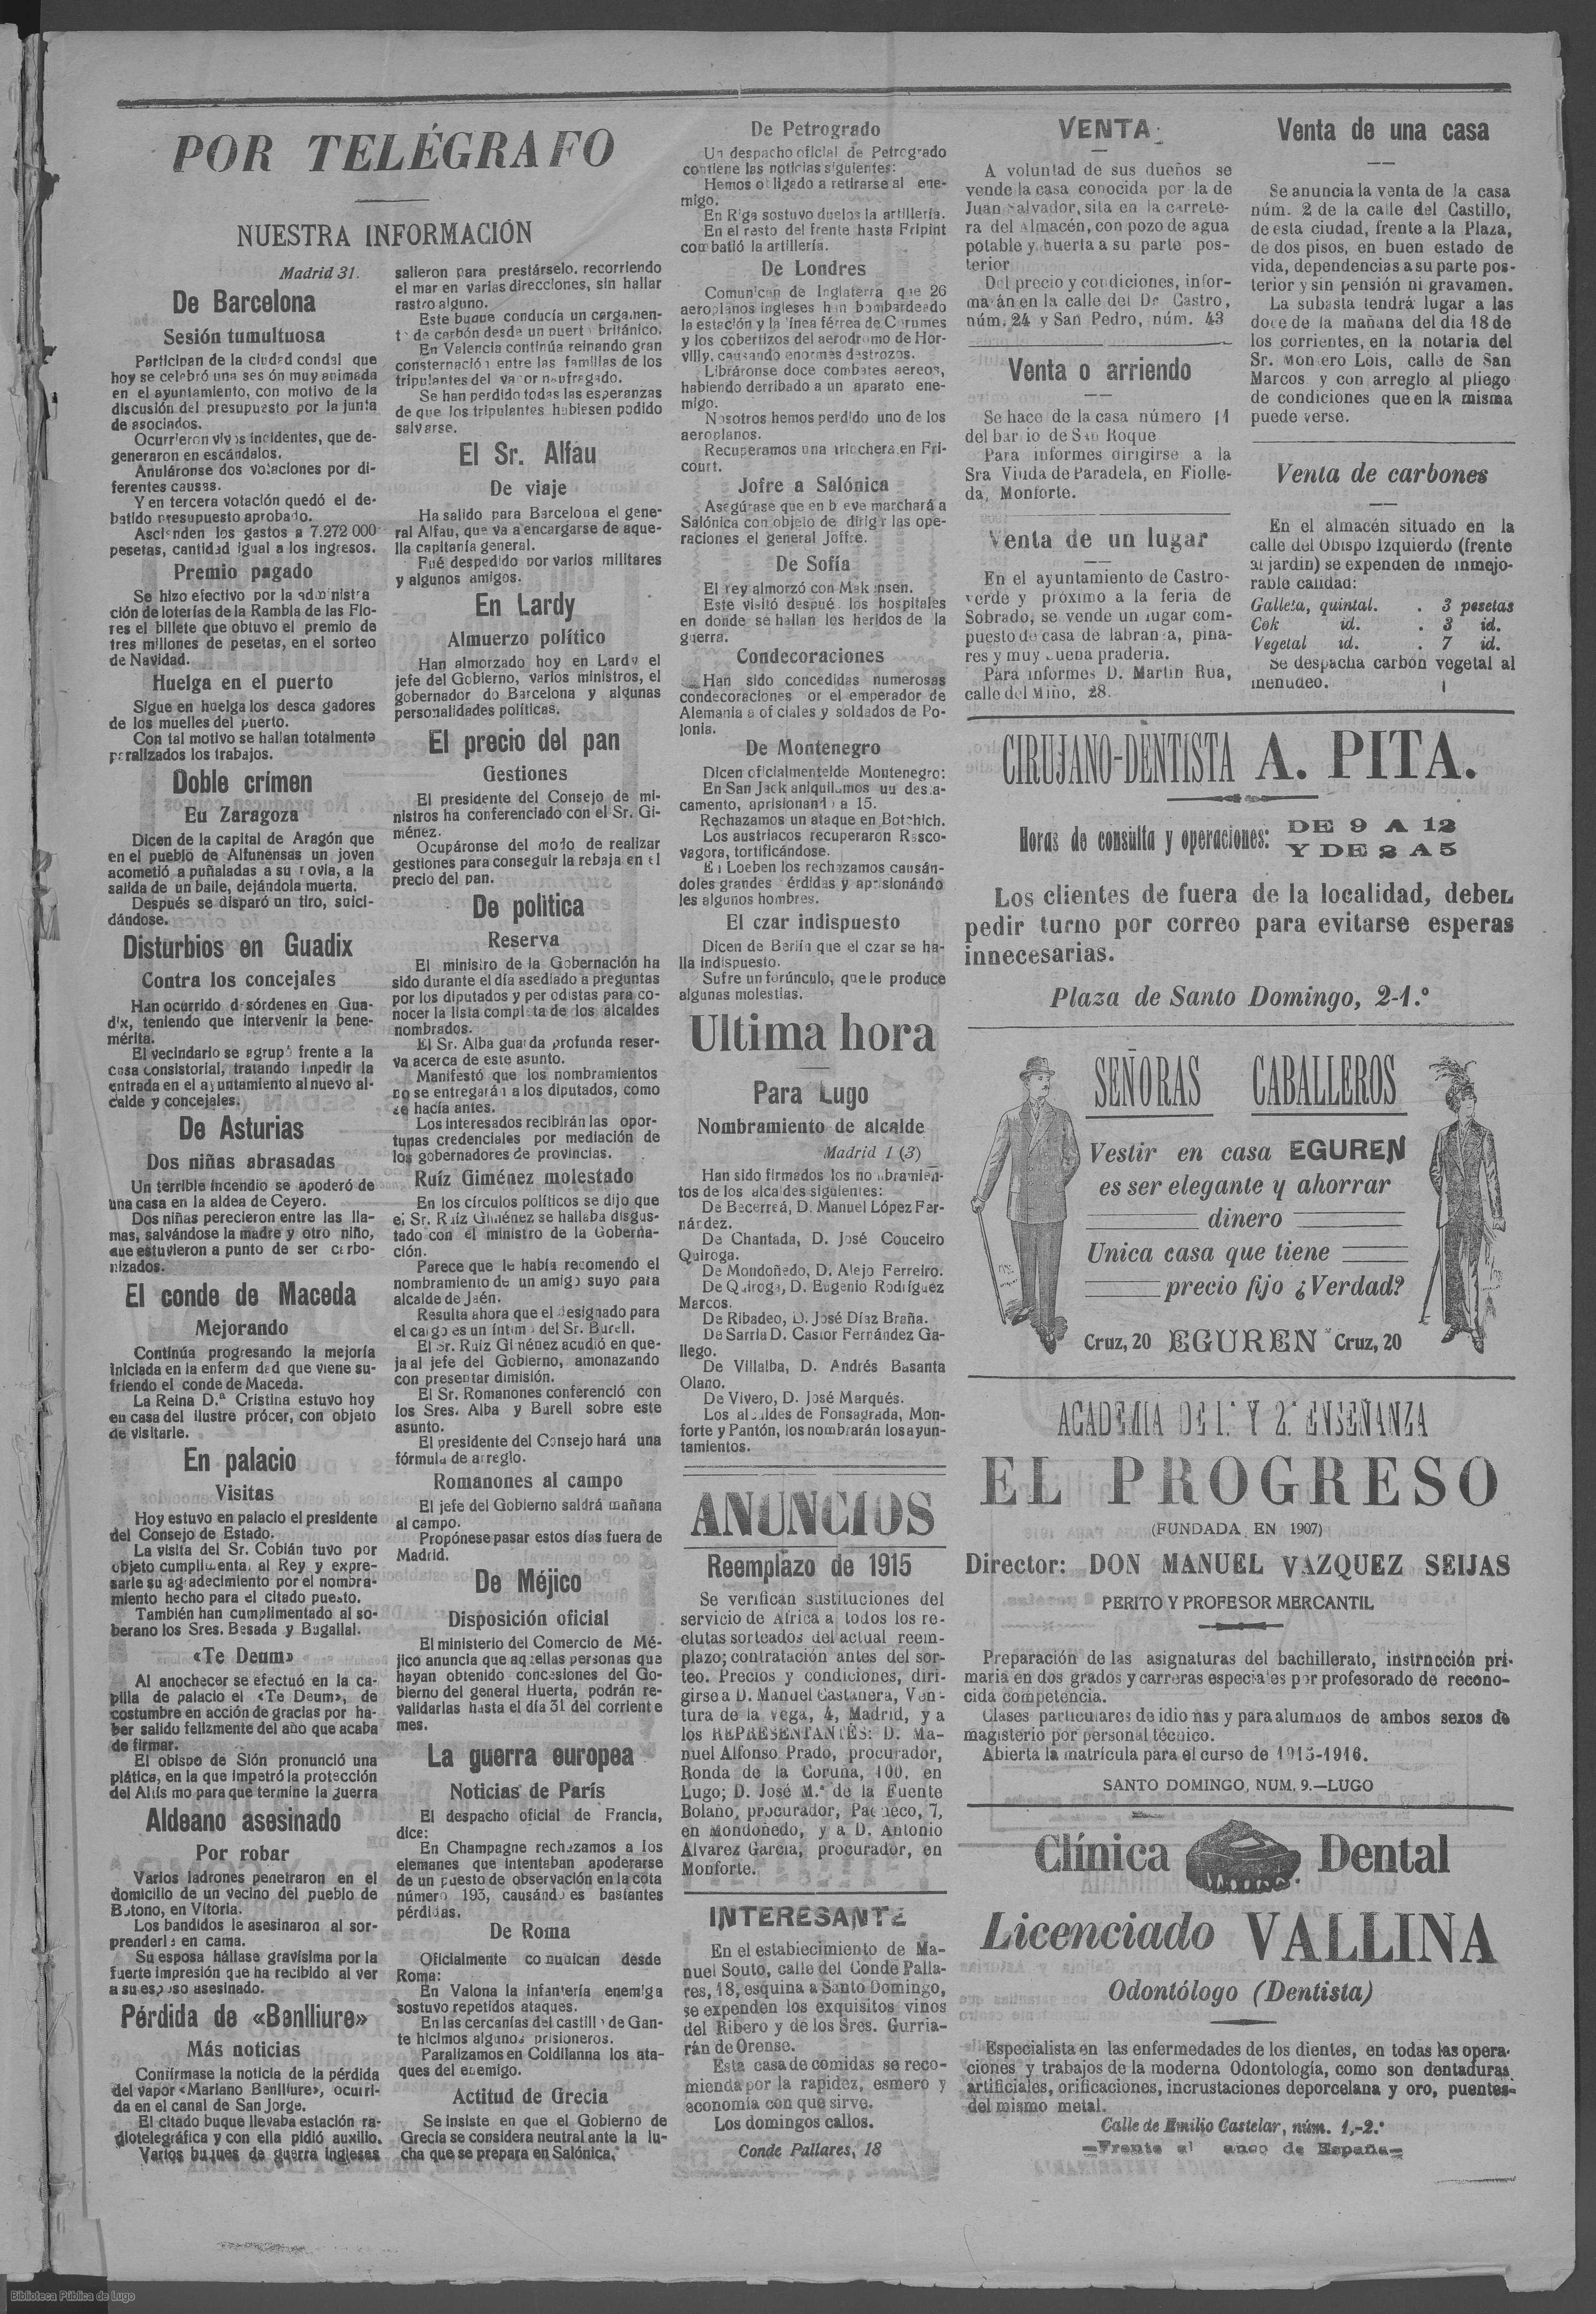 POR TELÉGRAFO
NUESTRA INFORMACIÓN
Madrid 31.
De Barcelona
Sesión tumultuosa
Participan de la ciudad condal que
hoy se celebró una ses ón muy animada
en el ayuntamiento, con motivo de la
discusión del presupuesto por la junta
de asociados.
Ocurrieron vivos incidentes, que de-
generaron en escándalos.
Anuláronse dos votaciones por di-
ferentes causas.
Y en tercera votación quedó el de-
batido presupuesto aprobado.
Ascienden los gastos a 7.272 000
pesetas, cantidad igual a los ingresos.
Premio pagado
Se hizo efectivo por la administra
ción de loterías de la Rambla de las Flo-
res el billete que obtuvo el premio de
tres millones de pesetas, en el sorteo
de Navidad.
Huelga en el puerto
Sigue en huelga los desca gadores
de los muelles del puerto.
Con tal motivo se hallan totalmente
paralizados los trabajos.
Doble crímen
Eu Zaragoza
Dicen de la capital de Aragón que
en el pueblo de Alfunensas un joven
acometió a puñaladas a su novia, a la
salida de un baile, dejándola muerta.
Después se disparó un tiro, suici-
dándose.
Disturbios en Guadix
Contra los concejales
Han ocurrido desórdenes en Gua-
dix, teniendo que intervenir la bene-
mérita.
El vecindario se agrupó frente a la
casa consistorial, tratando impedir la
entrada en el ayuntamiento al nuevo al-
calde y concejales.
De Asturias
Dos niñas abrasadas
Un terrible incendio se apoderó de
una casa en la aldea de Ceyero.
Dos niñas perecieron entre las lla-
mas, salvándose la madre y otro niño,
que estuvieron a punto de ser carbo-
nizados.
El conde de Maceda
Mejorando
Continúa progresando la mejoría
iniciada en la enfermedad que viene su-
friendo el conde de Maceda.
La Reina D.ª Cristina estuvo hoy
en casa del ilustre prócer, con objeto
de visitarle.
En palacio
Visitas
Hoy estuvo en palacio el presidente
del Consejo de Estado.
La visita del Sr. Cobián tuvo por
objeto cumplimentar al Rey y expre-
sarle su agradecimiento por el nombra-
miento hecho para el citado puesto.
También han cumplimentado al so-
berano los Sres. Besada y Bugallal.
«Te Deum»
Al anochecer se efectuó en la ca-
pilla de palacio el «Te Deum», de
costumbre en acción de gracias por ha-
ber salido felizmente del año que acaba
de firmar.
El obispo de Sión pronunció una
plática, en la que impetró la protección
del Altís mo para que termine la guerra
Aldeano asesinado
Por robar
Varios ladrones penetraron en el
domicilio de un vecino del pueblo de
Botono, en Vitoria.
Los bandidos le asesinaron al sor-
prenderle en cama.
Su esposa hállase gravísima por la
fuerte impresión que ha recibido al ver
a su esposo asesinado.
Pérdida de «Benlliure»
Más noticias
Confírmase la noticia de la pérdida
del vapor «Mariano Benlliure», ocurri-
da en el canal de San Jorge.
El citado buque llevaba estación ra-
diotelegráfica y con ella pidió auxilio.
Varios buques de guerra ingleses
salieron para prestárselo, recorriendo
el mar en varias direcciones, sin hallar
rastro alguno.
Este buque conducía un cargamen-
to de carbón desde un puerto británico.
En Valencia continúa reinando gran
consternación entre las familias de los
tripulantes del vapor naufragado.
Se han perdido todas las esperanzas
de que los tripulantes hubiesen podido
salvarse.
El Sr. Alfau
De viaje
Ha salido para Barcelona el gene-
ral Alfau, que va a encargarse de aque-
lla capitanía general.
Fué despedido por varios militares
y algunos amigos.
En Lardy
Almuerzo político
Han almorzado hoy en Lardy el
jefe del Gobierno, varios ministros, el
gobernador do Barcelona y algunas
personalidades políticas.
El precio del pan
Gestiones
El presidente del Consejo de mi-
nistros ha conferenciado con el Sr. Gi-
ménez.
Ocupáronse del modo de realizar
gestiones para conseguir la rebaja en el
precio del pan.
De politica
Reserva
El ministro de la Gobernación ha
sido durante el día asediado a preguntas
por los diputados y periodistas para co-
nocer la lista completa de los alcaldes
nombrados.
El Sr. Alba guarda profunda reser-
va acerca de este asunto.
Manifestó que los nombramientos
no se entregarán a los diputados, como
se hacía antes.
Los interesados recibirán las opor-
tunas credenciales por mediación de
los gobernadores de provincias.
Ruíz Giménez molestado
En los círculos políticos se dijo que
el Sr. Ruíz Giménez se hallaba disgus-
tado con el ministro de la Goberna-
ción.
Parece que le había recomendo el
nombramiento de un amigo suyo para
alcalde de Jaén.
Resulta ahora que el designado para
el cargo es un íntimo del Sr. Burell.
El Sr. Ruíz Giménez acudió en que-
ja al jefe del Gobierno, amonazando
con presentar dimisión.
El Sr. Romanones conferenció con
los Sres. Alba y Burell sobre este
asunto.
El presidente del Consejo hará una
fórmula de arreglo.
Romanones al campo
El jefe del Gobierno saldrá mañana
al campo.
Propónese pasar estos días fuera de
Madrid.
De Méjico
Disposición oficial
El ministerio del Comercio de Mé-
jico anuncia que aquellas personas que
hayan obtenido concesiones del Go-
bierno del general Huerta, podrán re-
validarlas hasta el día 31 del corriente
mes.
La guerra europea
Noticias de París
El despacho oficial de Francia,
dice:
En Champagne rechazamos a los
elemanes que intentaban apoderarse
de un puesto de observación en la cota
número 193, causándoles bastantes
pérdidas.
De Roma
Oficialmente comunican desde
Roma:
En Valona la infantería enemiga
sostuvo repetidos ataques.
En las cercanías del castillo de Gan-
te hicimos algunos prisioneros.
Paralizamos en Coldilanna los ata-
ques del enemigo.
Actitud de Grecia
Se insiste en que el Gobierno de
Grecia se considera neutral ante la lu-
cha que se prepara en Salónica.
De Petrogrado
Un despacho oficial de Petrogrado
contiene las noticias siguientes:
Hemos obligado a retirarse al ene-
migo.
En Riga sostuvo duelos la artillería.
En el resto del frente hasta Fripint
combatió la artillería.
De Londres
Comunican de Inglaterra que 26
aeroplanos ingleses han bombardeado
la estación y la línea férrea de Corumes
y los cobertizos del aerodromo de Hor-
villy, causando enormes destrozos.
Libráronse doce combates aereos,
habiendo derribado a un aparato ene-
migo.
Nosotros hemos perdido uno de los
aeroplanos.
Recuperamos una trinchera en Fri-
court.
Jofre a Salónica
Asegúrase que en breve marchará a
Salónica con objeto de dirigir las ope-
raciones el general Joffre.
De Sofía
El rey almorzó con Makensen.
Este visitó después los hospitales
en donde se hallan los heridos de la
guerra.
Condecoraciones
Han sido concedidas numerosas
condecoraciones por el emperador de
Alemania a oficiales y soldados de Po-
lonia.
De Montenegro
Dicen oficialmentelde Montenegro:
En San Jack aniquilamos un desta-
camento, aprisionando a 15.
Rechazamos un ataque en Botchich.
Los austriacos recuperaron Rasco-
vagora, tortificándose.
En Loeben los rechazamos causán-
doles grandes pérdidas y aprisionándo
les algunos hombres.
El czar indispuesto
Dicen de Berlín que el czar se ha-
lla indispuesto.
Sufre un forúnculo, que le produce
algunas molestias.
Ultima hora
Para Lugo
Nombramiento de alcalde
Madrid 1 (3)
Han sido firmados los nombramien-
tos de los alcaldes siguientes:
De Becerreá, D. Manuel López Fer-
nández.
De Chantada, D. José Couceiro
Quiroga.
De Mondoñedo, D. Alejo Ferreiro.
De Quiroga, D. Eugenio Rodríguez
Marcos.
De Ribadeo, D. José Díaz Braña.
De Sarria D. Castor Fernández Ga-
llego.
De Villalba, D. Andrés Basanta
Olano.
De Vivero, D. José Marqués.
Los alcaldes de Fonsagrada, Mon-
forte y Pantón, los nombrarán los ayun-
tamientos.
ANUNCIOS
Reemplazo de 1915
Se verifican sustituciones del
servicio de Africa a todos los re-
clutas sorteados del actual reem-
plazo; contratación antes del sor-
teo. Precios y condiciones, diri-
girse a D. Manuel Castanera, Ven-
tura de la Vega, 4, Madrid, y a
los REPRESENTANTES: D. Ma-
nuel Alfonso Prado, procurador,
Ronda de la Coruña, 100, en
Lugo; D. José M.ª de la Fuente
Bolaño, procurador, Pacheco, 7,
en Mondoñedo, y a D. Antonio
Alvarez García, procurador, en
Monforte.
INTERESANTE
En el establecimiento de Ma-
nuel Souto, calle del Conde Palla-
res, 18, esquina a Santo Domingo,
se expenden los exquisitos vinos
del Ribero y de los Sres. Gurria-
rán de Orense.
Esta casa de comidas se reco-
mienda por la rapidez, esmero y
economía con que sirve.
Los domingos callos.
Conde Pallares, 18
VENTA
A voluntad de sus dueños se
vende la casa conocida por la de
Juan Salvador, sita en la carrete-
ra del Almacén, con pozo de agua
potable y huerta a su parte pos-
terior
Del precio y condiciones, infor-
marán en la calle del Dr. Castro,
núm. 24 y San Pedro, núm. 43
Venta o arriendo
Se hace de la casa número 11
del barrio de San Roque
Para informes dirigirse a la
Sra Viuda de Paradela, en Fiolle-
da, Monforte.
Venta de un lugar
En el ayuntamiento de Castro-
verde y próximo a la feria de
Sobrado, se vende un lugar com-
puesto de casa de labranza, pina-
res y muy buena praderia.
Para informes D. Martin Rua,
calle del Miño, 28.
Venta de una casa
Se anuncia la venta de la casa
núm. 2 de la calle del Castillo,
de esta ciudad, frente a la Plaza,
de dos pisos, en buen estado de
vida, dependencias a su parte pos-
terior y sin pensión ni gravamen.
La subasta tendrá lugar a las
doce de la mañana del dia 18 de
los corrientes, en la notaria del
Sr. Montero Lois, calle de San
Marcos y con arreglo al pliego
de condiciones que en la misma
puede verse.
Venta de carbones
En el almacén situado en la
calle del Obispo Izquierdo (frente
al jardin) se expenden de inmejo-
rable calidad:
Galleta, quintal. . 3 pesetas
Cok id. . 3 id.
Vegetal id. . 7 id.
Se despacha carbón vegetal al
menudeo.
CIRUJANO-DENTISTA A. PITA.
Horas de consulta y operaciones: DE 9 A 12
Y DE 2 A 5
Los clientes de fuera de la localidad, deben
pedir turno por correo para evitarse esperas
innecesarias.
Plaza de Santo Domingo, 2-1.º
SEÑORAS CABALLEROS
Vestir en casa EGUREN
es ser elegante y ahorrar
dinero
Unica casa que tiene
precio fijo ¿Verdad?
Cruz, 20 EGUREN Cruz, 20
ACADEMIA DE 1.ª Y 2.ª ENSEÑANZA
EL PROGRESO
(FUNDADA EN 1907)
Director: DON MANUEL VAZQUEZ SEIJAS
PERITO Y PROFESOR MERCANTIL
Preparación de las asignaturas del bachillerato, instrncción pri-
maria en dos grados y carreras especiales por profesorado de recono-
cida competencia.
Clases particulares de idiomas y para alumnos de ambos sexos de
magisterio por personal técnico.
Abierta la matrícula para el curso de 1915-1916.
SANTO DOMINGO, NUM. 9.—LUGO
Clínica Dental
Licenciado VALLINA
Odontólogo (Dentista)
Especialista en las enfermedades de los dientes, en todas las opera-
ciones y trabajos de la moderna Odontología, como son dentaduras
artificiales, orificaciones, incrustaciones de porcelana y oro, puentes
del mismo metal.
Calle de Emilio Castelar, núm. 1,-2.º
Frente al anco de España
Biblioteca Pública de Lugo